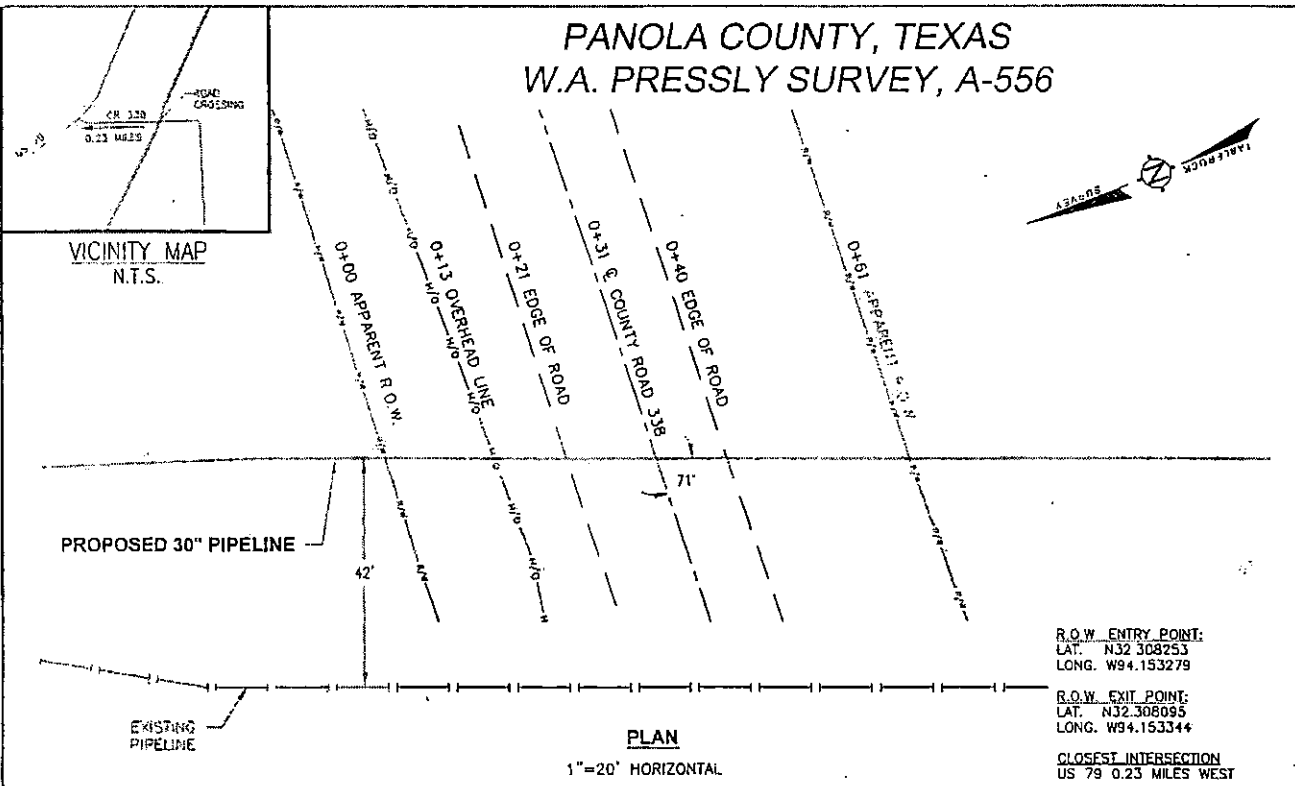 PANOLA COUNTY, TEXAS
W.A. PRESSLY SURVEY, A-556
ROAD
CROSSING
0.23 MILES
VICINITY MAP
N.T.S.
SURVEY
N
TABLEROCK
0+00 APPARENT R.O.W.
0+13 OVERHEAD LINE
0+21 EDGE OF ROAD
0+31 ℄ COUNTY ROAD 338
0+40 EDGE OF ROAD
0+61 APPARENT
71°
PROPOSED 30" PIPELINE
42'
EXISTING
PIPELINE
PLAN
1"=20' HORIZONTAL
R.O.W. ENTRY POINT:
LAT. N32 308253
LONG. W94.153279
R.O.W. EXIT POINT:
LAT. N32.308095
LONG. W94.153344
CLOSEST INTERSECTION
US 79 0.23 MILES WEST